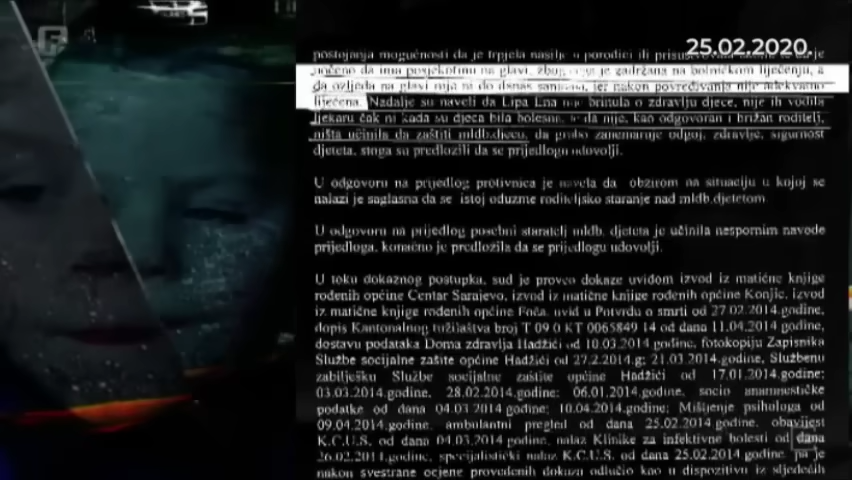 25.02.2020.
postojanja mogućnosti da je trpjela nasilje u porodici ili
da ima na glavi, zbog je zadržana na bolničkom liječenju, a
da ozljeda na glavi nije ni do danas sanirana, jer nakon povređivanja nije adekvatno
liječena. Nadalje su naveli da Lipa Ena nije brinula o zdravlju djece, nije ih vodila
ljekaru čak ni kada su djeca bila bolesne, te da nije, kao odgovoran i brižan roditelj,
ništa učinila da zaštiti mldb.djecu, da grubo zanemaruje odgoj, zdravlje, sigurnost
djeteta, stoga su predložili da se prijedlogu udovolji.
U odgovoru na prijedlog protivnica je navela da obzirom na situaciju u kojoj se
nalazi je saglasna da se istoj oduzme roditeljsko staranje nad mldb.djetetom
U odgovoru na prijedlog posebni staratelj mldb. djeteta je učinila nespornim navode
prijedloga, konačno je predložila da se prijedlogu udovolji.
U toku dokaznog postupka, sud je proveo dokaze uvidom izvod iz matične knjige
rođenih općine Centar Sarajevo, izvod iz matične knjige rođenih općine Konjic, izvod
iz matične knjige rođenih općine Foča, uvid u Potvrdu o smrti od 27.02.2014.godine,
dopis Kantonalnog tužilaštva broj T 09 0 KT 0065849 14 od dana 11.04.2014.godine,
dostavu podataka Doma zdravlja Hadžići od 10.03.2014.godine, fotokopiju Zapisnika
Službe socijalne zaštite općine Hadžići od 27.2.2014.g; 21.03.2014.godine, Službenu
zabilješku Službe socijalne zaštite općine Hadžići od 17.01.2014.godine;
03.03.2014.godine, 28.02.2014.godine; 06.01.2014.godine, socio anamnestičke
podatke od dana 04.03.2014.godine; 10.04.2014.godine; Mišljenje psihologa od
09.04.2014.godine, ambulantni pregled od dana 25.02.2014.godine, obavijest
K.C.U.S. od dana 04.03.2014.godine, nalaz Klinike za infektivne bolesti od dana
26.02.2014.godine, specijalistički nalaz K.C.U.S. od dana 25.02.2014.godine, pa je
nakon svestrane ocjene provedenih dokaza odlučio kao u dispozitivu iz sljedećih